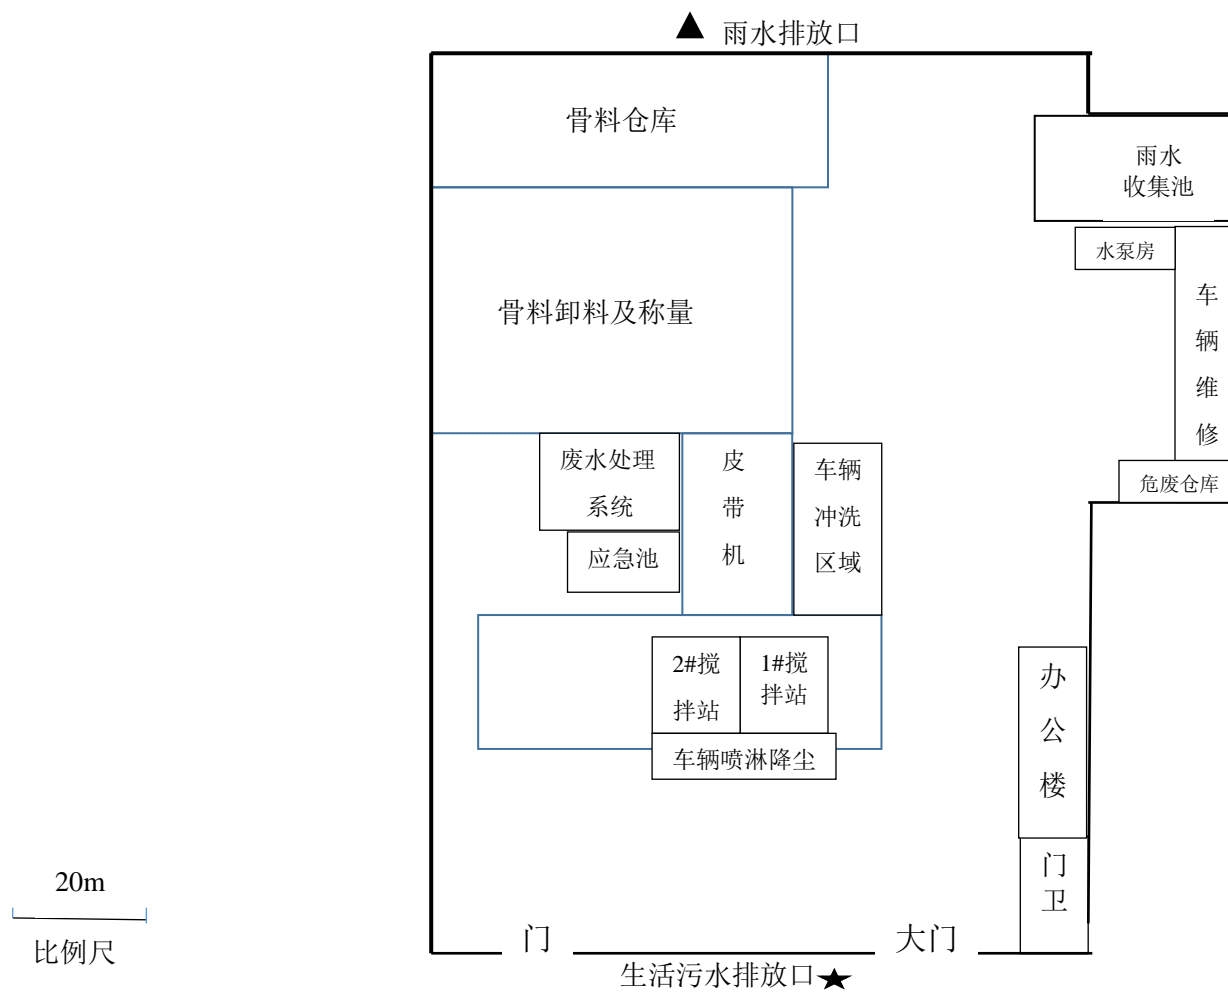 雨水排放口
骨料仓库
雨水
收集池
水泵房
车
辆
维
修
骨料卸料及称量
废水处理
系统
皮
带
机
车辆
冲洗
区域
危废仓库
应急池
2#搅
拌站
1#搅
拌站
车辆喷淋降尘
办
公
楼
门
卫
20m
比例尺
门
大门
生活污水排放口